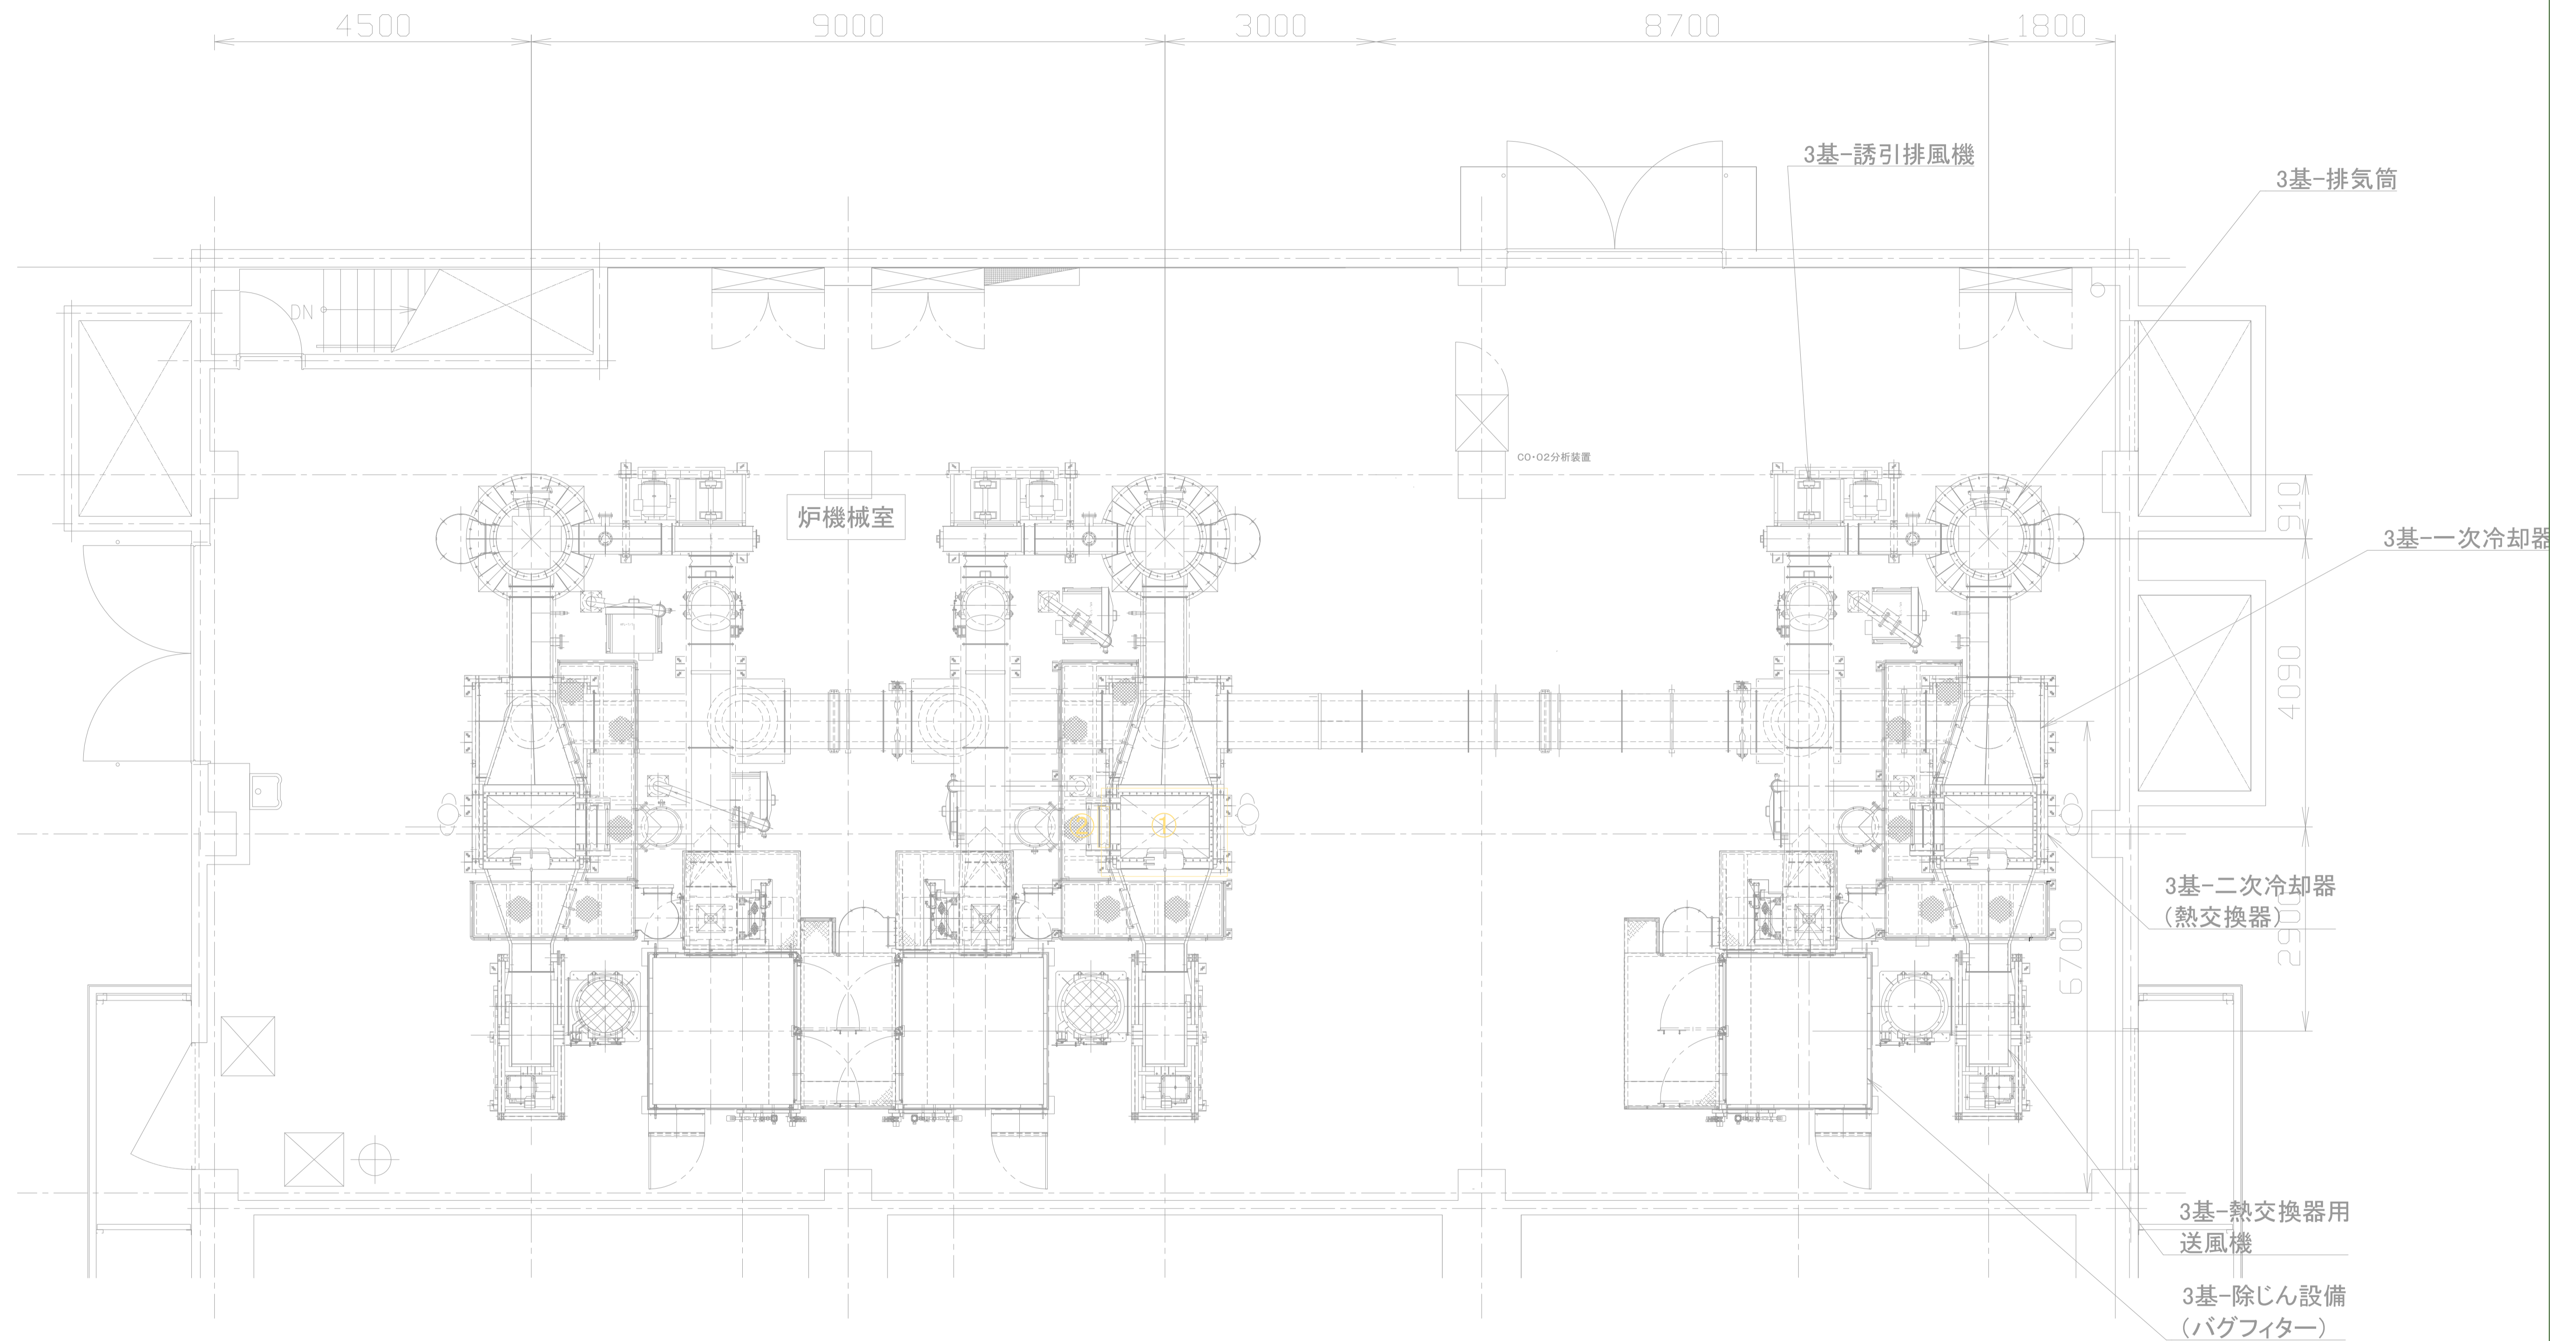 4500
9000
3000
8700
1800
3基-誘引排風機
3基-排気筒
DN
CO・O2分析装置
炉機械室
910
3基-一次冷却器
4090
②
①
3基-二次冷却器
(熱交換器)
2900
6700
3基-熱交換器用
送風機
3基-除じん設備
(バグフィター)